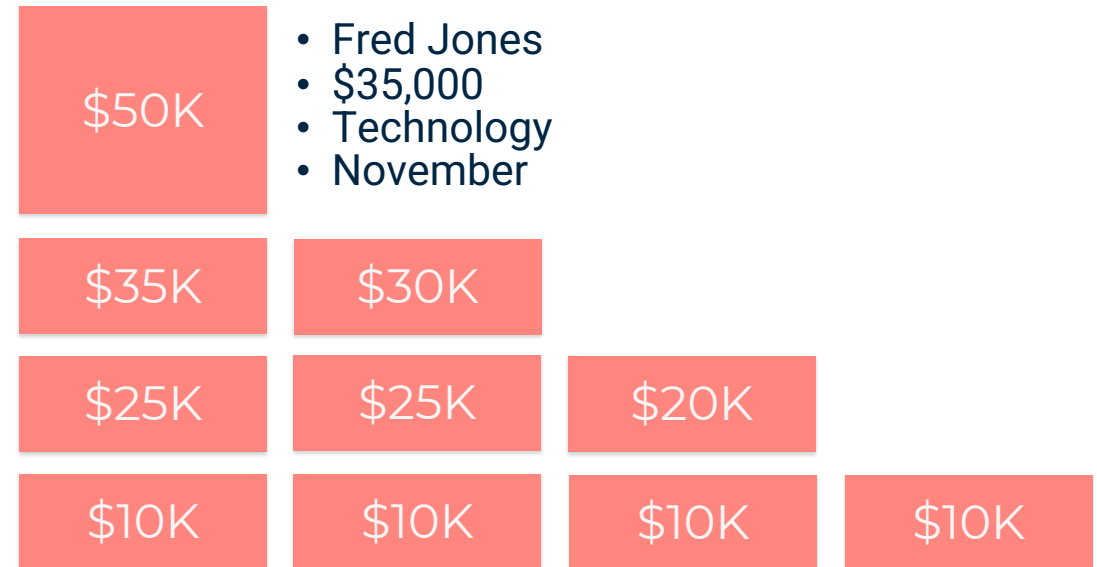 $50K
• Fred Jones
• $35,000
• Technology
• November
$35K $30K
$25K $25K $20K
$10K $10K $10K $10K